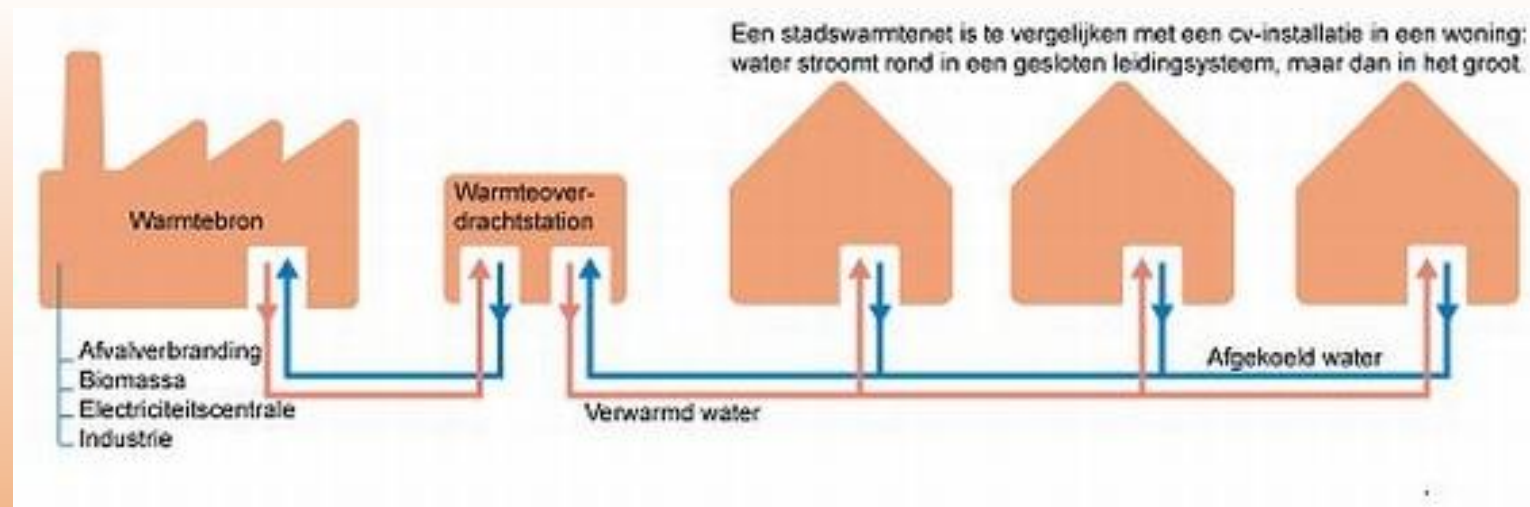 Een stadswarmtenet is te vergelijken met een cv-installatie in een woning:
water stroomt rond in een gesloten leidingsysteem, maar dan in het groot.
Warmtebron
Warmteover-
drachtstation
Afvalverbranding
Biomassa
Electriciteitscentrale
Industrie
Verwarmd water
Afgekoeld water